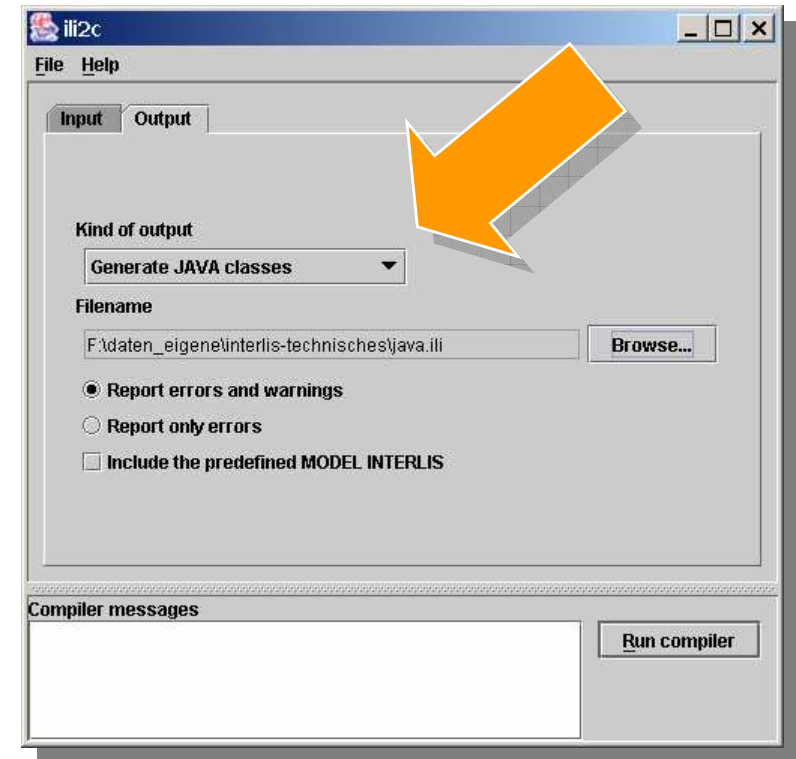 ili2c
File Help
Input Output
Kind of output
Generate JAVA classes
Filename
F:\daten_eigene\interlis-technisches\java.ili Browse...
Report errors and warnings
Report only errors
Include the predefined MODEL INTERLIS
Compiler messages
Run compiler